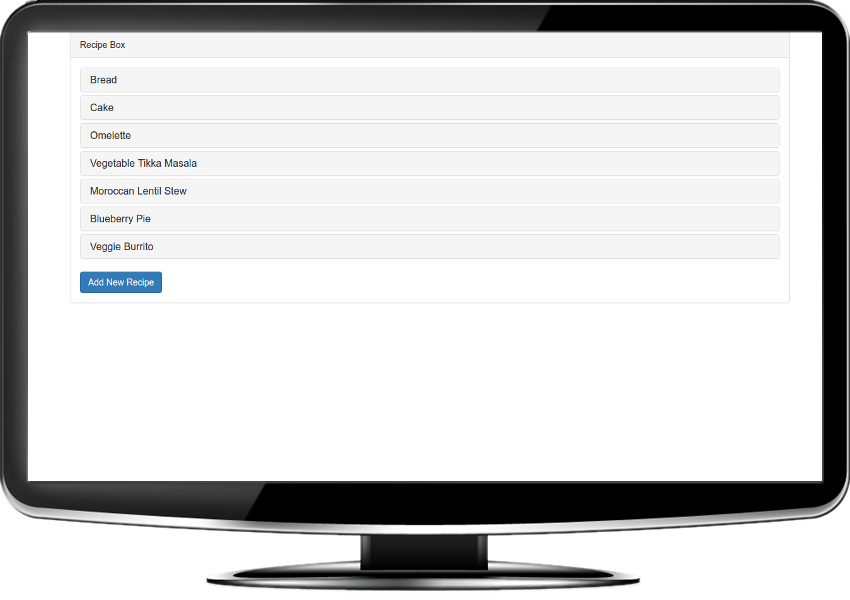 Recipe Box
Bread
Cake
Omelette
Vegetable Tikka Masala
Moroccan Lentil Stew
Blueberry Pie
Veggie Burrito
Add New Recipe